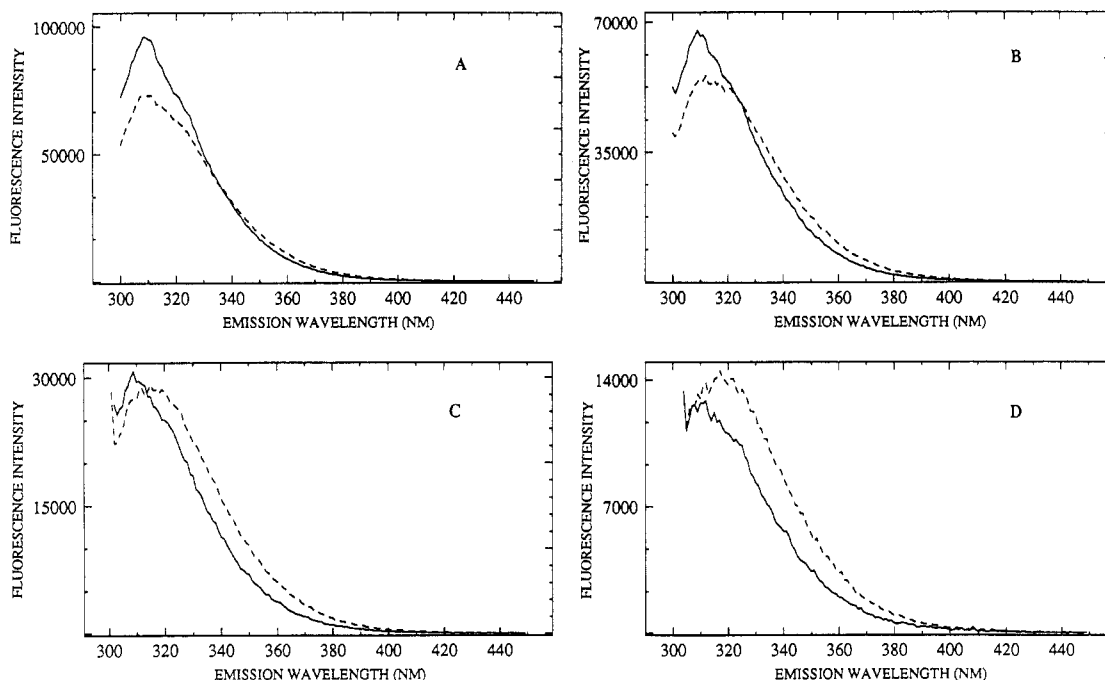 100000
50000
FLUORESCENCE INTENSITY
A
300 320 340 360 380 400 420 440
EMISSION WAVELENGTH (NM)
70000
35000
FLUORESCENCE INTENSITY
B
300 320 340 360 380 400 420 440
EMISSION WAVELENGTH (NM)
30000
15000
FLUORESCENCE INTENSITY
C
300 320 340 360 380 400 420 440
EMISSION WAVELENGTH (NM)
14000
7000
FLUORESCENCE INTENSITY
D
300 320 340 360 380 400 420 440
EMISSION WAVELENGTH (NM)